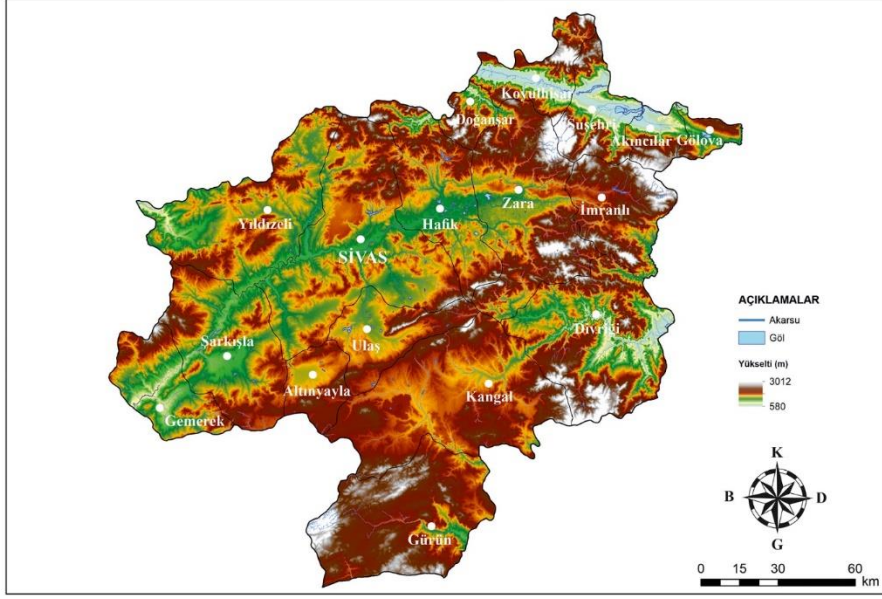 Koyulhisar
Doğanşar
Suşehri
Akıncılar
Gölova
Zara
İmranlı
Hafik
Yıldızeli
SİVAS
AÇIKLAMALAR
Akarsu
Göl
Divriği
Ulaş
Şarkışla
Yükselti (m)
3012
580
Altınyayla
Kangal
Gemerek
K
B
D
G
Gürün
0 15 30 60
km